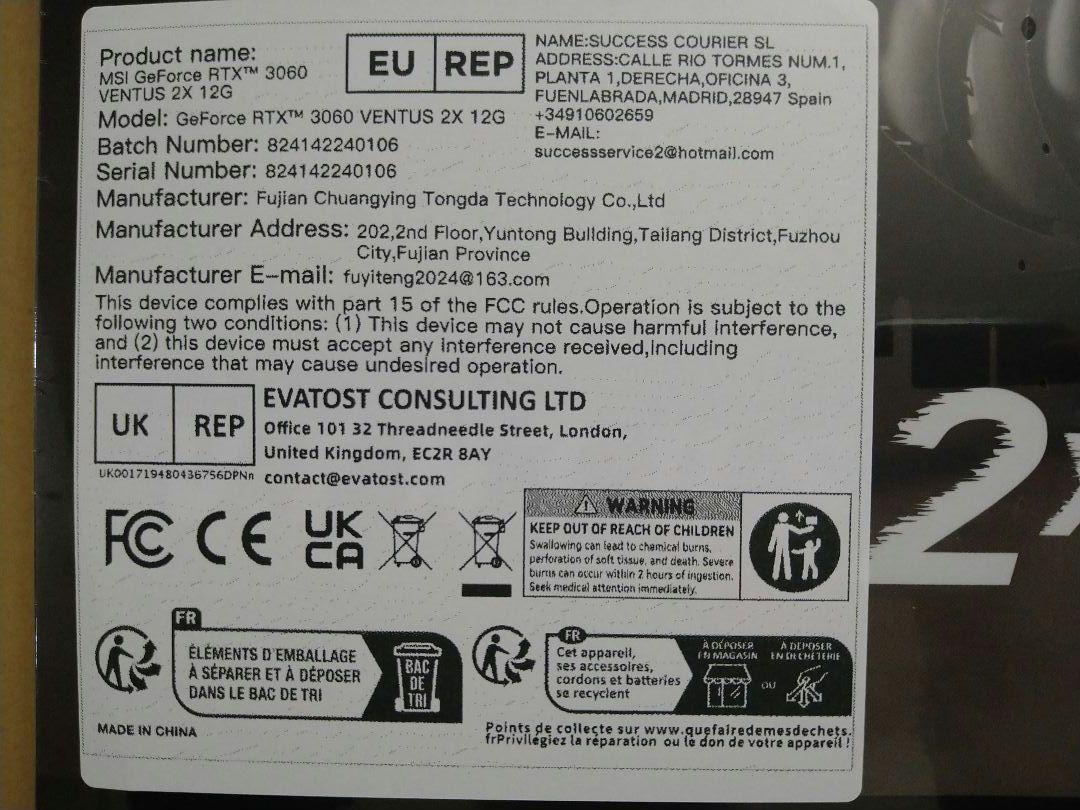 Product name:
MSI GeForce RTX™ 3060
VENTUS 2X 12G
Model: GeForce RTX™ 3060 VENTUS 2X 12G
Batch Number: 824142240106
Serial Number: 824142240106
EU REP
NAME:SUCCESS COURIER SL
ADDRESS:CALLE RIO TORMES NUM.1,
PLANTA 1,DERECHA,OFICINA 3,
FUENLABRADA,MADRID,28947 Spain
+34910602659
E-MAIL:
successservice2@hotmail.com
Manufacturer: Fujian Chuangying Tongda Technology Co.,Ltd
Manufacturer Address: 202,2nd Floor,Yuntong Building,Tailang District,Fuzhou
City,Fujian Province
Manufacturer E-mail: fuyiteng2024@163.com
This device complies with part 15 of the FCC rules.Operation is subject to the
following two conditions: (1) This device may not cause harmful interference,
and (2) this device must accept any interference received,including
interference that may cause undesired operation.
UK REP
UK001719480436756DPNn
EVATOST CONSULTING LTD
Office 101 32 Threadneedle Street, London,
United Kingdom, EC2R 8AY
contact@evatost.com
FC CE UK
CA
WARNING
KEEP OUT OF REACH OF CHILDREN
Swallowing can lead to chemical burns,
perforation of soft tissue, and death. Severe
burns can occur within 2 hours of ingestion.
Seek medical attention immediately.
FR
ÉLÉMENTS D'EMBALLAGE
À SÉPARER ET À DÉPOSER
DANS LE BAC DE TRI
BAC
DE
TRI
FR
Cet appareil,
ses accessoires,
cordons et batteries
se recyclent
À DÉPOSER
EN MAGASIN
OU
À DÉPOSER
EN DÉCHÈTERIE
MADE IN CHINA
Points de collecte sur www.quefairedemesdechets.
frPrivilégiez la réparation ou le don de votre appareil!
2X